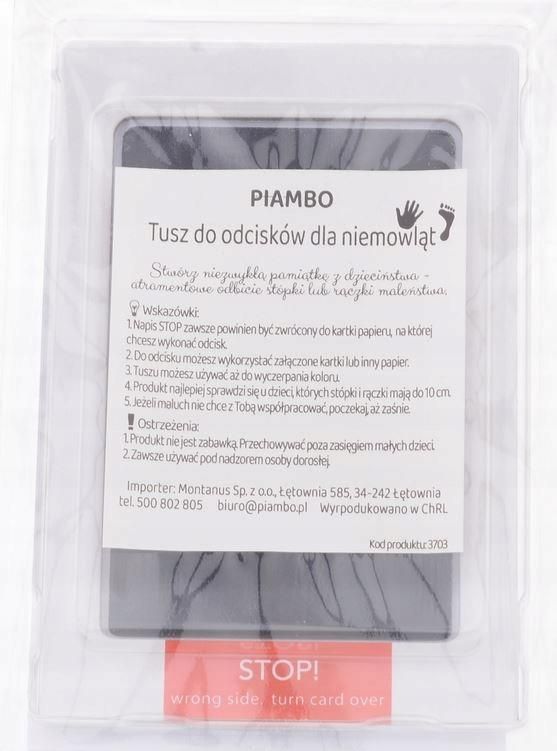 PIAMBO
Tusz do odcisków dla niemowląt
Stwórz niezwykłą pamiątkę z dzieciństwa -
atramentowe odbicie stópki lub rączki maleństwa.
Wskazówki:
1. Napis STOP zawsze powinien być zwrócony do kartki papieru, na której
chcesz wykonać odcisk.
2. Do odcisku możesz wykorzystać załączone kartki lub inny papier.
3. Tuszu możesz używać aż do wyczerpania koloru.
4. Produkt najlepiej sprawdzi się u dzieci, których stópki i rączki mają do 10 cm.
5. Jeżeli maluch nie chce z Tobą współpracować, poczekaj, aż zaśnie.
Ostrzeżenia:
1. Produkt nie jest zabawką. Przechowywać poza zasięgiem małych dzieci.
2. Zawsze używać pod nadzorem osoby dorosłej.
Importer: Montanus Sp. z o.o., Łętownia 585, 34-242 Łętownia
tel. 500 802 805 biuro@piambo.pl Wyrpodukowano w ChRL
Kod produktu: 3703
STOP!
wrong side, turn card over